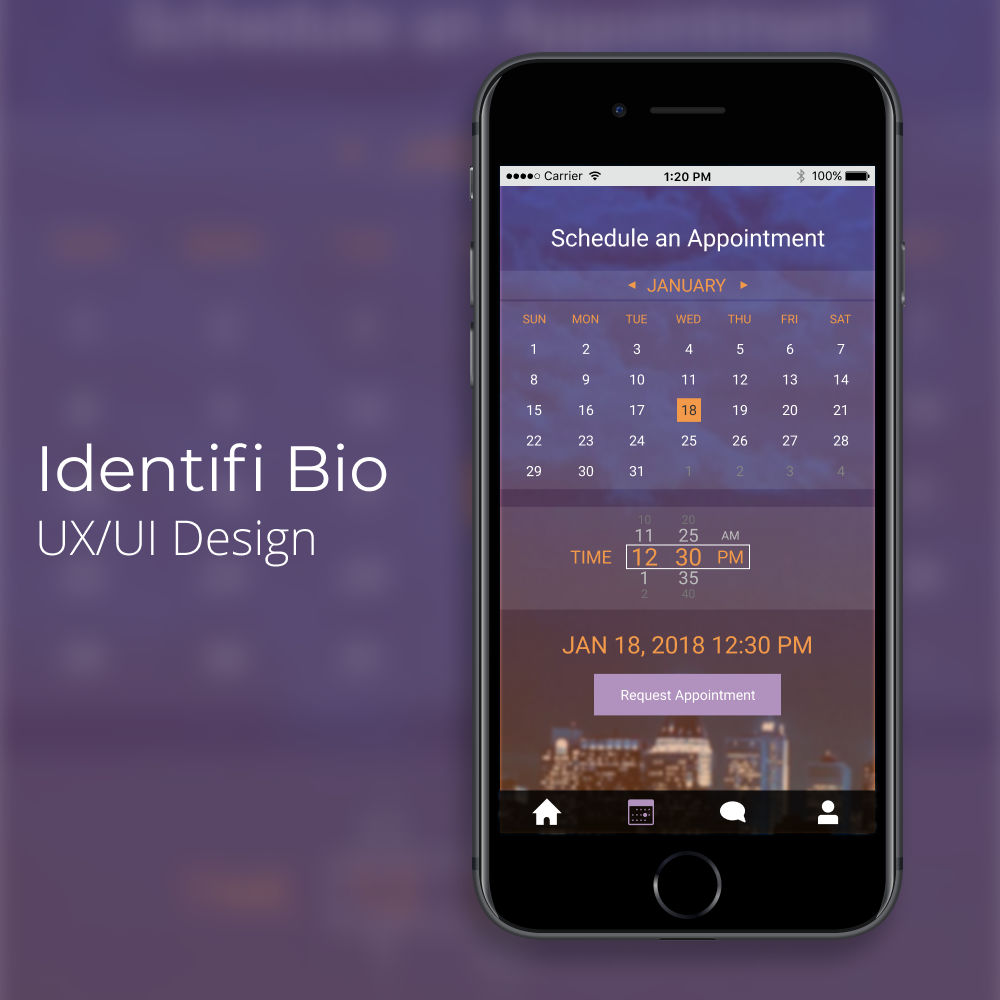 Schedule an Appointment
Identifi Bio
UX/UI Design
Carrier 1:20 PM 100%
Schedule an Appointment
◄ JANUARY ►
SUN MON TUE WED THU FRI SAT
1 2 3 4 5 6 7
8 9 10 11 12 13 14
15 16 17 18 19 20 21
22 23 24 25 26 27 28
29 30 31 1 2 3 4
10 20
11 25 AM
TIME 12 30 PM
1 35
2 40
JAN 18, 2018 12:30 PM
Request Appointment